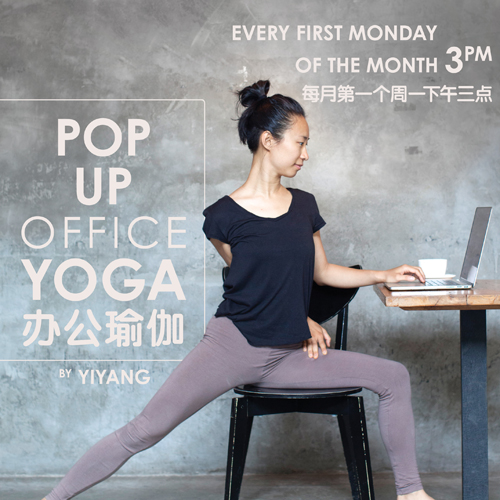 EVERY FIRST MONDAY
OF THE MONTH 3PM
每月第一个周一下午三点
POP
UP
OFFICE
YOGA
办公瑜伽
BY YIYANG